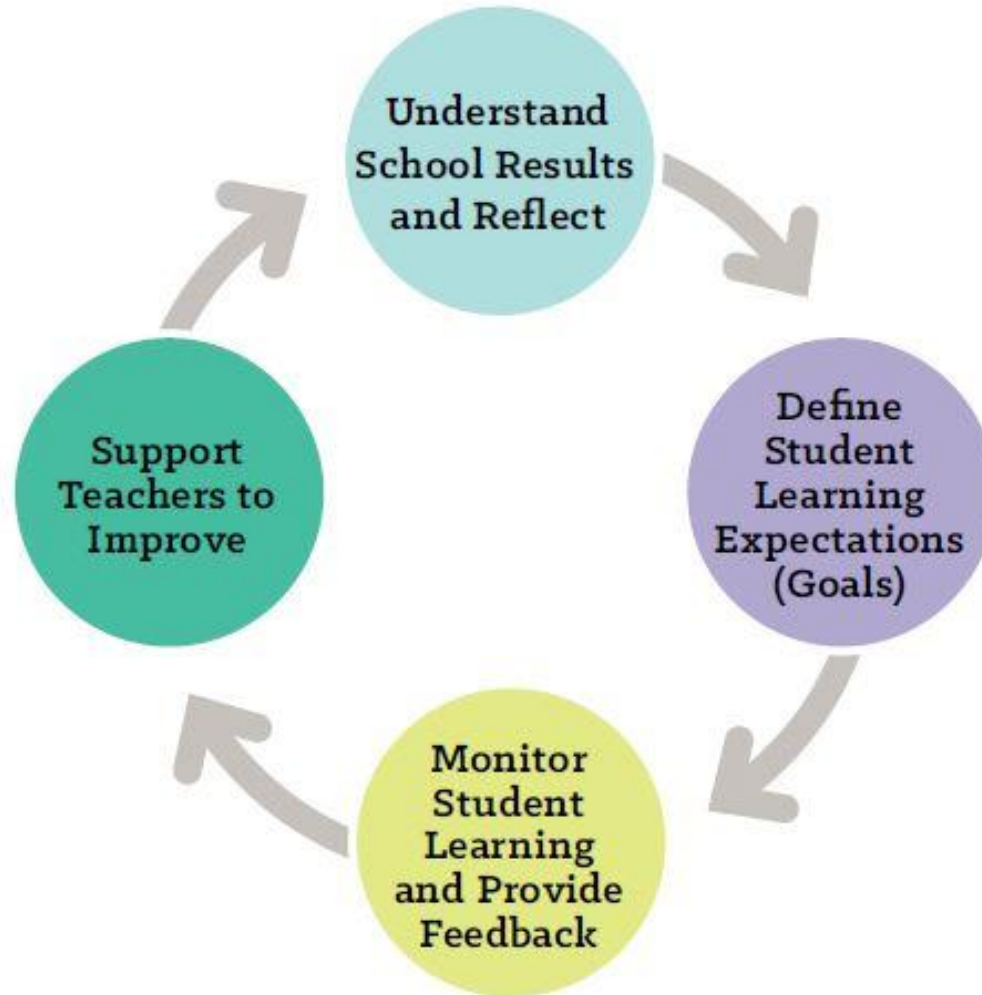 Understand
School Results
and Reflect
Define
Student
Learning
Expectations
(Goals)
Monitor
Student
Learning
and Provide
Feedback
Support
Teachers to
Improve